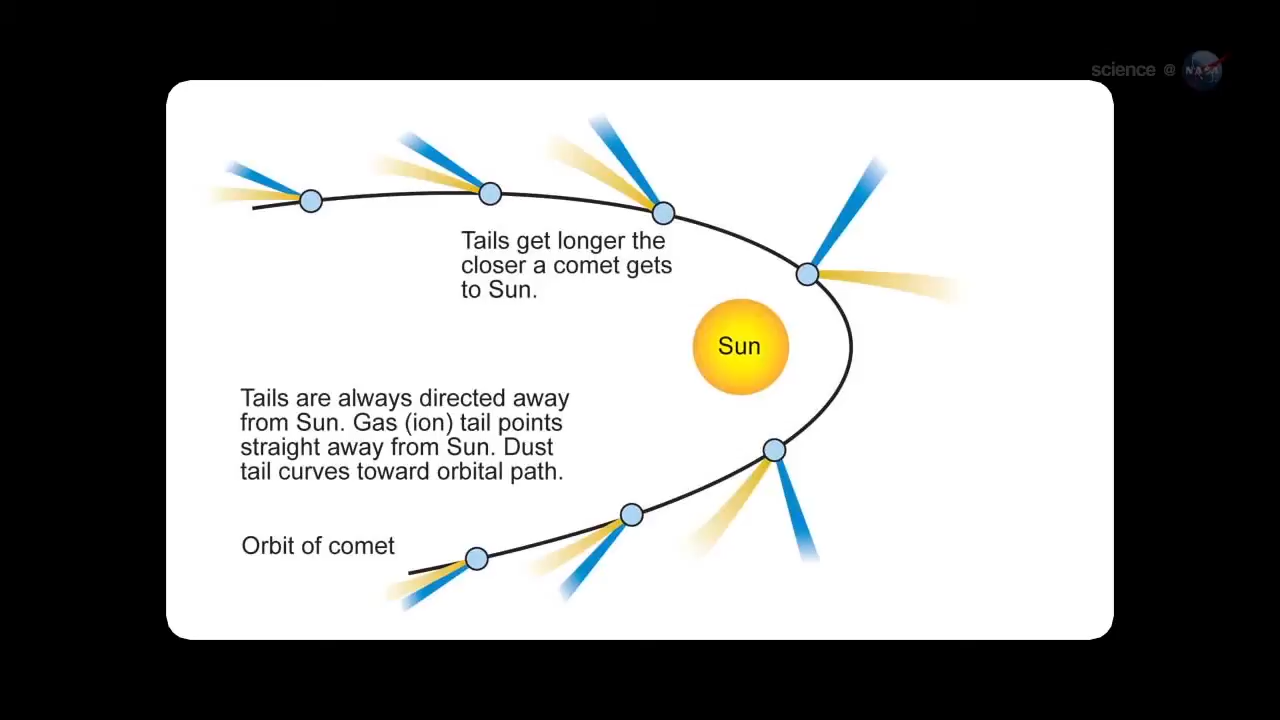 science @ NASA
Tails get longer the
closer a comet gets
to Sun.
Sun
Tails are always directed away
from Sun. Gas (ion) tail points
straight away from Sun. Dust
tail curves toward orbital path.
Orbit of comet